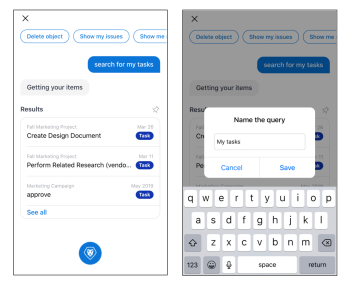 Delete object
Show my issues
Show me
search for my tasks
Getting your items
Results
Fall Marketing Project
Mar 26
Create Design Document
Task
Fall Marketing Project
Mar 11
Perform Related Research (vendo...
Task
Marketing Campaign
May 2019
approve
Task
See all
Delete object
Show my issues
Show me
search for my tasks
Getting your items
Name the query
My tasks
Cancel
Save
q w e r t y u i o p
a s d f g h j k l
z x c v b n m
123
space
return